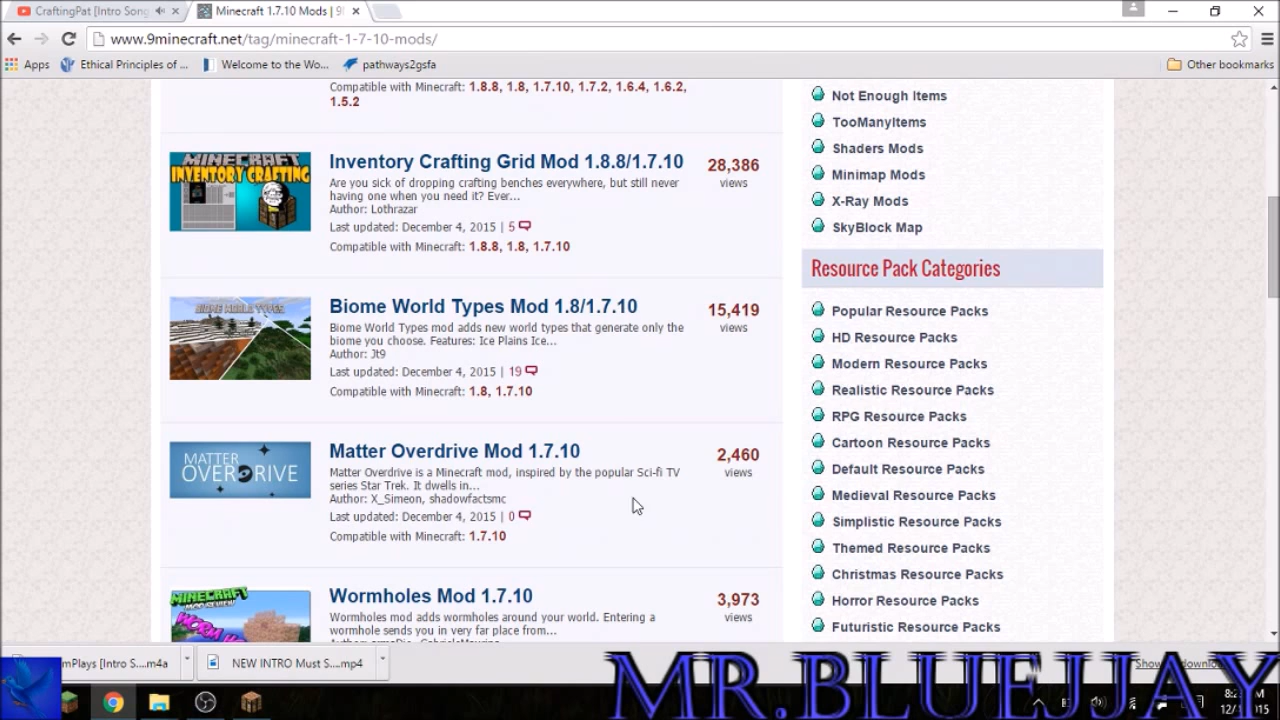 CraftingPat [Intro Song
Minecraft 1.7.10 Mods | 9
www.9minecraft.net/tag/minecraft-1-7-10-mods/
Apps
Ethical Principles of ...
Welcome to the Wo...
pathways2gsfa
Other bookmarks
Compatible with Minecraft: 1.8.8, 1.8, 1.7.10, 1.7.2, 1.6.4, 1.6.2,
1.5.2
MINECRAFT
INVENTORY CRAFTING
Inventory Crafting Grid Mod 1.8.8/1.7.10
28,386
views
Are you sick of dropping crafting benches everywhere, but still never
having one when you need it? Ever...
Author: Lothrazar
Last updated: December 4, 2015 | 5
Compatible with Minecraft: 1.8.8, 1.8, 1.7.10
BIOME WORLD TYPES
Biome World Types Mod 1.8/1.7.10
15,419
views
Biome World Types mod adds new world types that generate only the
biome you choose. Features: Ice Plains Ice...
Author: Jt9
Last updated: December 4, 2015 | 19
Compatible with Minecraft: 1.8, 1.7.10
MATTER
OVERDRIVE
Matter Overdrive Mod 1.7.10
2,460
views
Matter Overdrive is a Minecraft mod, inspired by the popular Sci-fi TV
series Star Trek. It dwells in...
Author: X_Simeon, shadowfactsmc
Last updated: December 4, 2015 | 0
Compatible with Minecraft: 1.7.10
MINECRAFT
MOD REVIEW
Wormholes Mod 1.7.10
3,973
views
Wormholes mod adds wormholes around your world. Entering a
wormhole sends you in very far place from...
Not Enough Items
TooManyItems
Shaders Mods
Minimap Mods
X-Ray Mods
SkyBlock Map
Resource Pack Categories
Popular Resource Packs
HD Resource Packs
Modern Resource Packs
Realistic Resource Packs
RPG Resource Packs
Cartoon Resource Packs
Default Resource Packs
Medieval Resource Packs
Simplistic Resource Packs
Themed Resource Packs
Christmas Resource Packs
Horror Resource Packs
Futuristic Resource Packs
mPlays [Intro S....m4a
NEW INTRO Must S....mp4
MR.BLUEJJAY